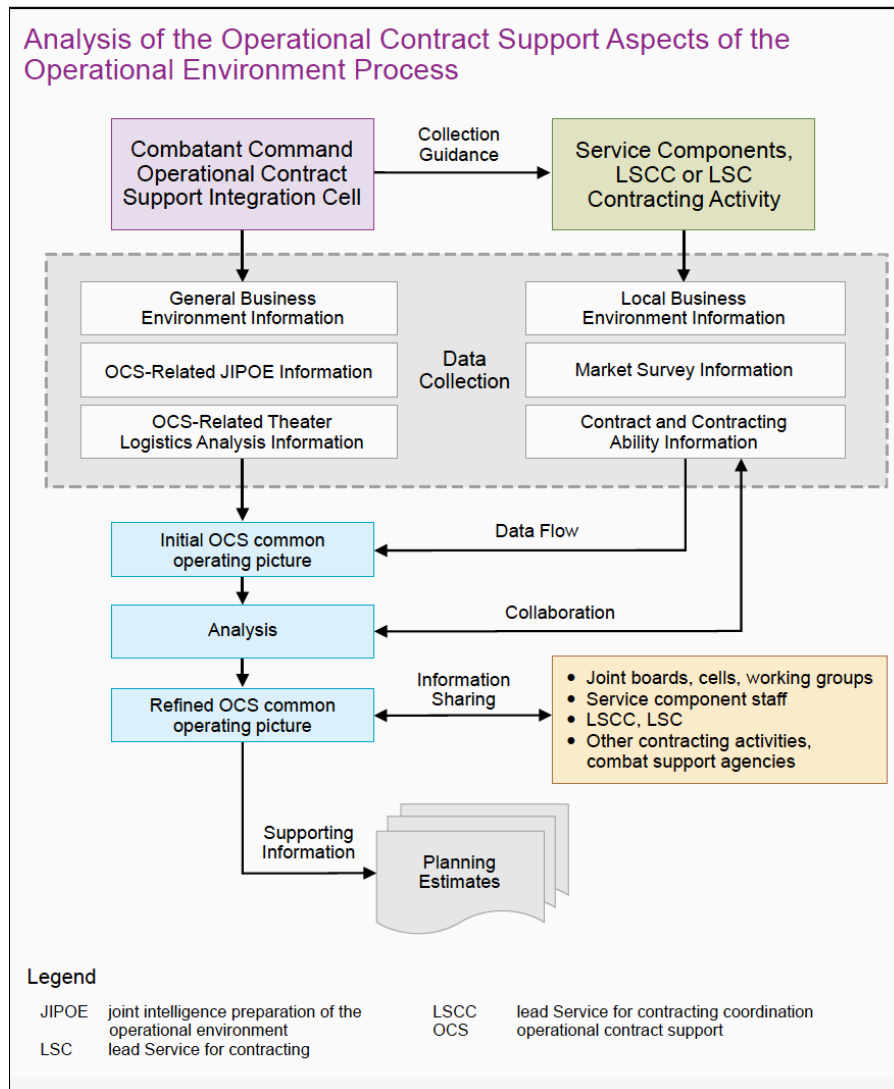 Analysis of the Operational Contract Support Aspects of the
Operational Environment Process
Combatant Command
Operational Contract
Support Integration Cell
Collection
Guidance
Service Components,
LSCC or LSC
Contracting Activity
General Business
Environment Information
OCS-Related JIPOE Information
OCS-Related Theater
Logistics Analysis Information
Data
Collection
Local Business
Environment Information
Market Survey Information
Contract and Contracting
Ability Information
Initial OCS common
operating picture
Data Flow
Analysis
Collaboration
Refined OCS common
operating picture
Information
Sharing
• Joint boards, cells, working groups
• Service component staff
• LSCC, LSC
• Other contracting activities,
combat support agencies
Supporting
Information
Planning
Estimates
Legend
JIPOE joint intelligence preparation of the
operational environment
LSC lead Service for contracting
LSCC lead Service for contracting coordination
OCS operational contract support